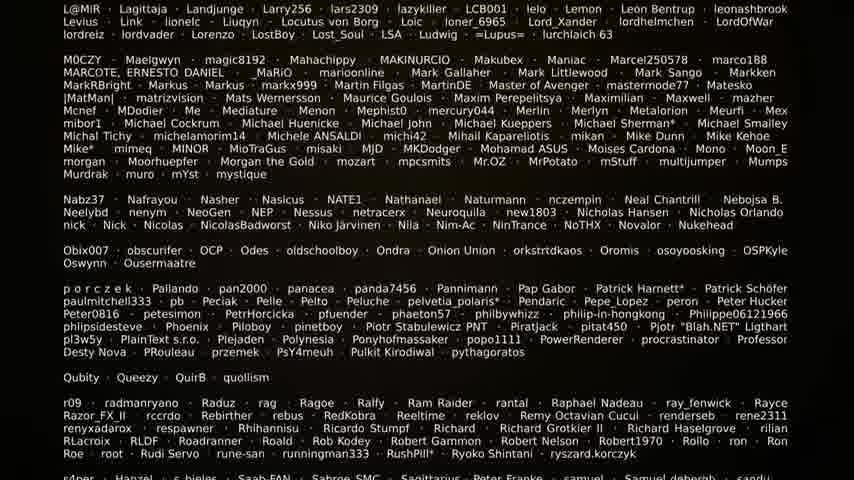 L@MiR · Lagittaja · Landjunge · Larry256 · lars2309 · lazykiller · LCB001 · lelo · Lemon · Leon Bentrup · leonashbrook
Levius · Link · lionelc · Liuqyn · Locutus von Borg · Loic · loner_6965 · Lord_Xander · lordhelmchen · LordOfWar
lordreiz · lordvader · Lorenzo · LostBoy · Lost_Soul · LSA · Ludwig · =Lupus= · lurchlaich 63
M0CZY · Maelgwyn · magic8192 · Mahachippy · MAKINURCIO · Makubex · Maniac · Marcel250578 · marco188
MARCOTE, ERNESTO DANIEL · _MaRiO · marioonline · Mark Gallaher · Mark Littlewood · Mark Sango · Markken
MarkRBright · Markus · Markus · markx999 · Martin Filgas · MartinDE · Master of Avenger · mastermode77 · Matesko
|MatMan| · matrizvision · Mats Wernersson · Maurice Goulois · Maxim Perepelitsya · Maximilian · Maxwell · mazher
Mcnef · MDodier · Me · Mediature · Menon · Mephist0 · mercury044 · Merlin · Merlyn · Metalorion · Meurfi · Mex
mibor1 · Michael Cockrum · Michael Huenicke · Michael John · Michael Kueppers · Michael Sherman* · Michael Smailey
Michal Tichy · michelamorim14 · Michele ANSALDI · michi42 · Mihail Kapareliotis · mikan · Mike Dunn · Mike Kehoe
Mike* · mimeq · MINOR · MioTraGus · misaki · MJD · MKDodger · Mohamad ASUS · Moises Cardona · Mono · Moon_E
morgan · Moorhuepfer · Morgan the Gold · mozart · mpcsmits · Mr.OZ · MrPotato · mStuff · multijumper · Mumps
Murdrak · muro · mYst · mystique
Nabz37 · Nafrayou · Nasher · Nasicus · NATE1 · Nathanael · Naturmann · nczempin · Neal Chantrill · Nebojsa B.
Neelybd · nenym · NeoGen · NEP · Nessus · netracerx · Neuroquila · new1803 · Nicholas Hansen · Nicholas Orlando
nick · Nick · Nicolas · NicolasBadworst · Niko Järvinen · Nila · Nim-Ac · NinTrance · NoTHX · Novalor · Nukehead
Obix007 · obscurifer · OCP · Odes · oldschoolboy · Ondra · Onion Union · orkstrtdkaos · Oromis · osoyoosking · OSPKyle
Oswynn · Ousermaatre
p o r c z e k · Pallando · pan2000 · panacea · panda7456 · Pannimann · Pap Gabor · Patrick Harnett* · Patrick Schöfer
paulmitchell333 · pb · Peciak · Pelle · Pelto · Peluche · pelvetia_polaris* · Pendaric · Pepe_Lopez · peron · Peter Hucker
Peter0816 · petesimon · PetrHorcicka · pfuender · phaeton57 · philbywhizz · philip-in-hongkong · Philippe06121966
philpsidesteve · Phoenix · Piloboy · pinetboy · Piotr Stabulewicz PNT · PiratJack · pitat450 · Pjotr "Blah.NET" Ligthart
pl3w5y · PlainText s.r.o. · Plejaden · Polynesia · Ponyhofmassaker · popo1111 · PowerRenderer · procrastinator · Professor
Desty Nova · PRouleau · przemek · PsY4meuh · Pulkit Kirodiwal · pythagoratos
Qubity · Queezy · QuirB · quollism
r09 · radmanryano · Raduz · rag · Ragoe · Ralfy · Ram Raider · rantal · Raphael Nadeau · ray_fenwick · Rayce
Razor_FX_II · rccrdo · Rebirther · rebus · RedKobra · Reeltime · reklov · Remy Octavian Cucui · renderseb · rene2311
renyxadarox · respawner · Rhihannisu · Ricardo Stumpf · Richard · Richard Grotkier II · Richard Haselgrove · rilian
RLacroix · RLDF · Roadranner · Roald · Rob Kodey · Robert Gammon · Robert Nelson · Robert1970 · Rollo · ron · Ron
Roe · root · Rudi Servo · rune-san · runningman333 · RushPill* · Ryoko Shintani · ryszard.korczyk